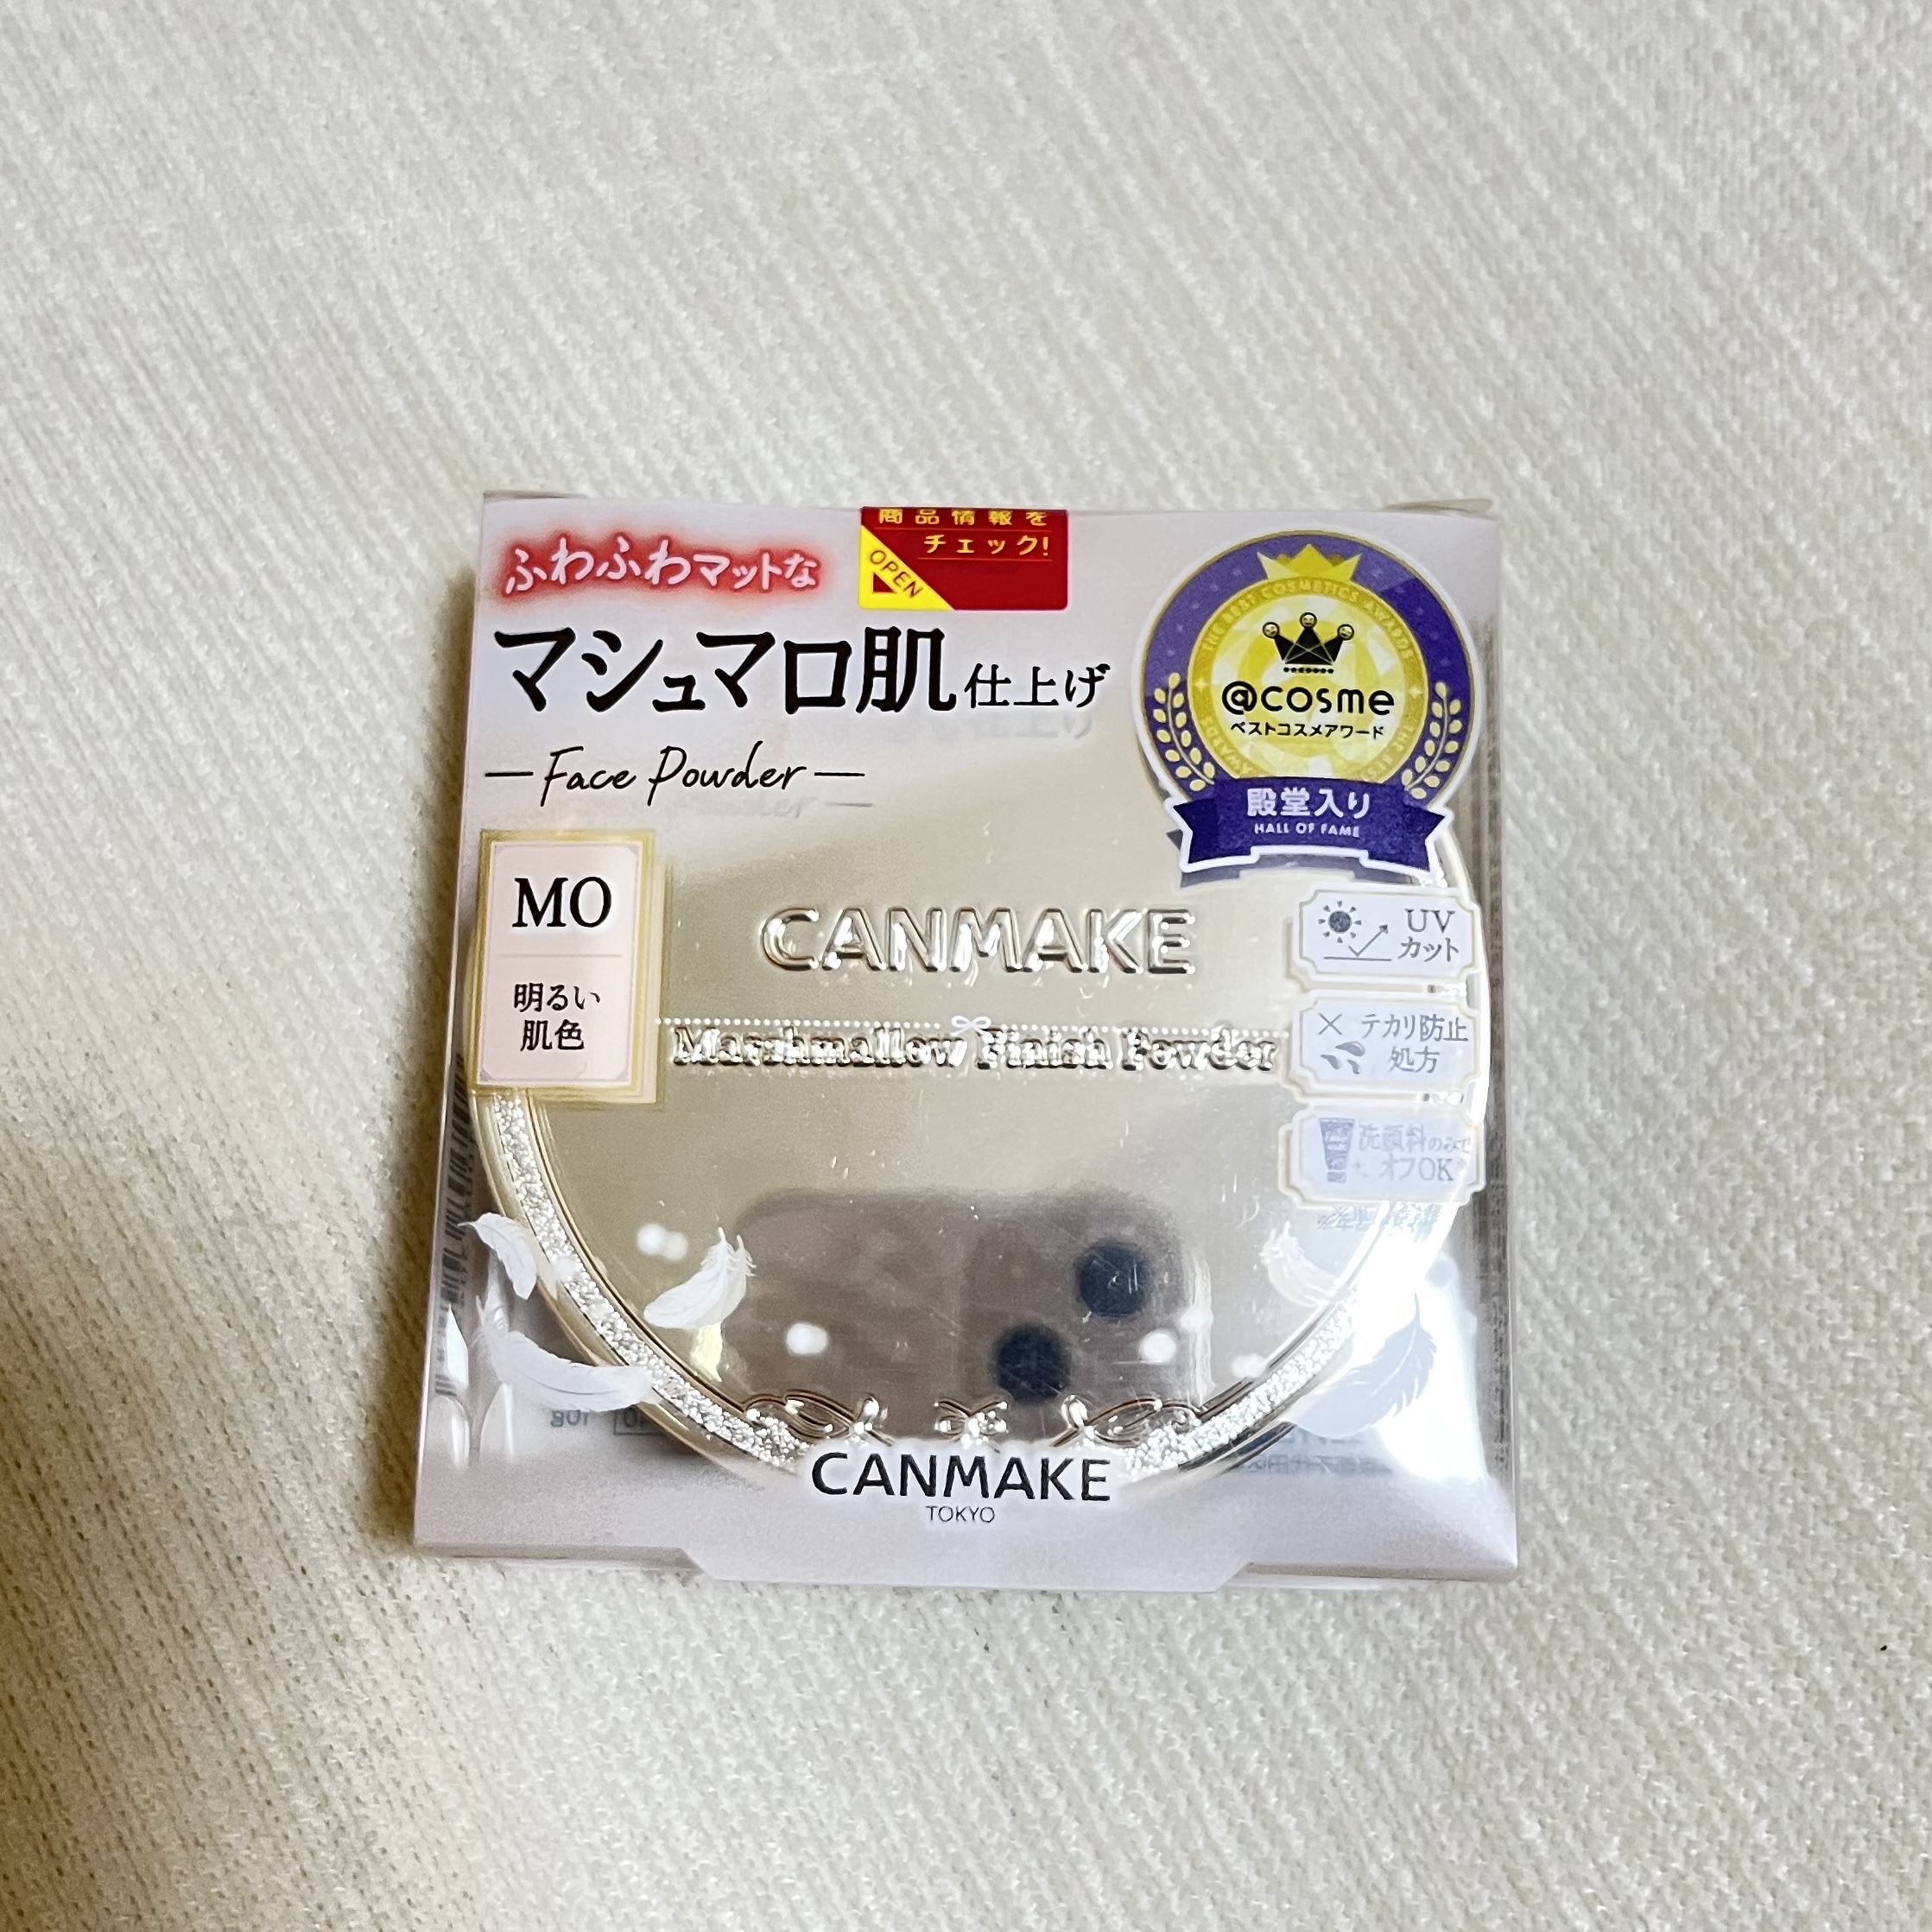 ふわふわマットな
商品情報を
チェック!
OPEN
マシュマロ肌仕上げ
Face Powder
THE BEST COSMETICS AWARDS
@cosme
ベストコスメアワード
殿堂入り
HALL OF FAME
MO
明るい
肌色
CANMAKE
Marshmallow Finish Powder
UV
カット
テカリ防止
処方
洗顔料のみで
オフOK
CANMAKE
TOKYO